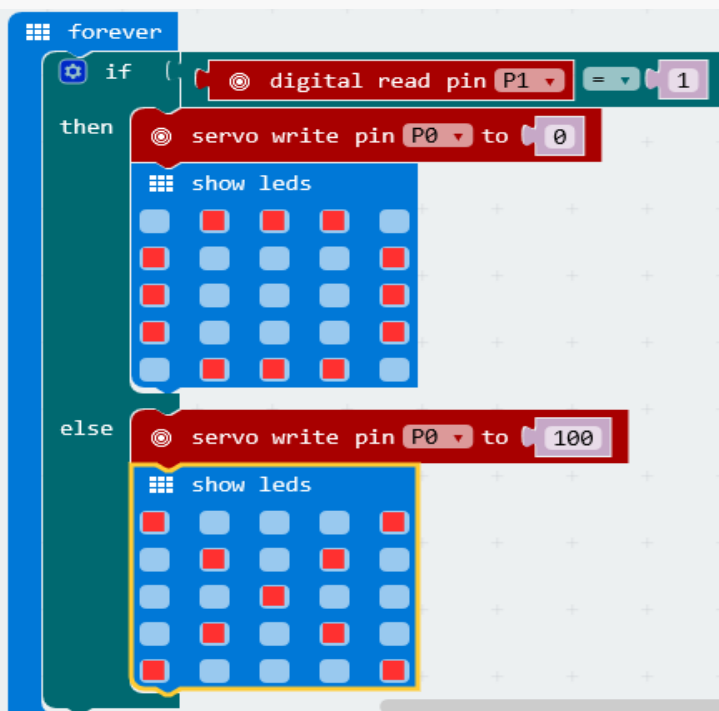 forever
if digital read pin P1 = 1
then servo write pin P0 to 0
show leds
else servo write pin P0 to 100
show leds